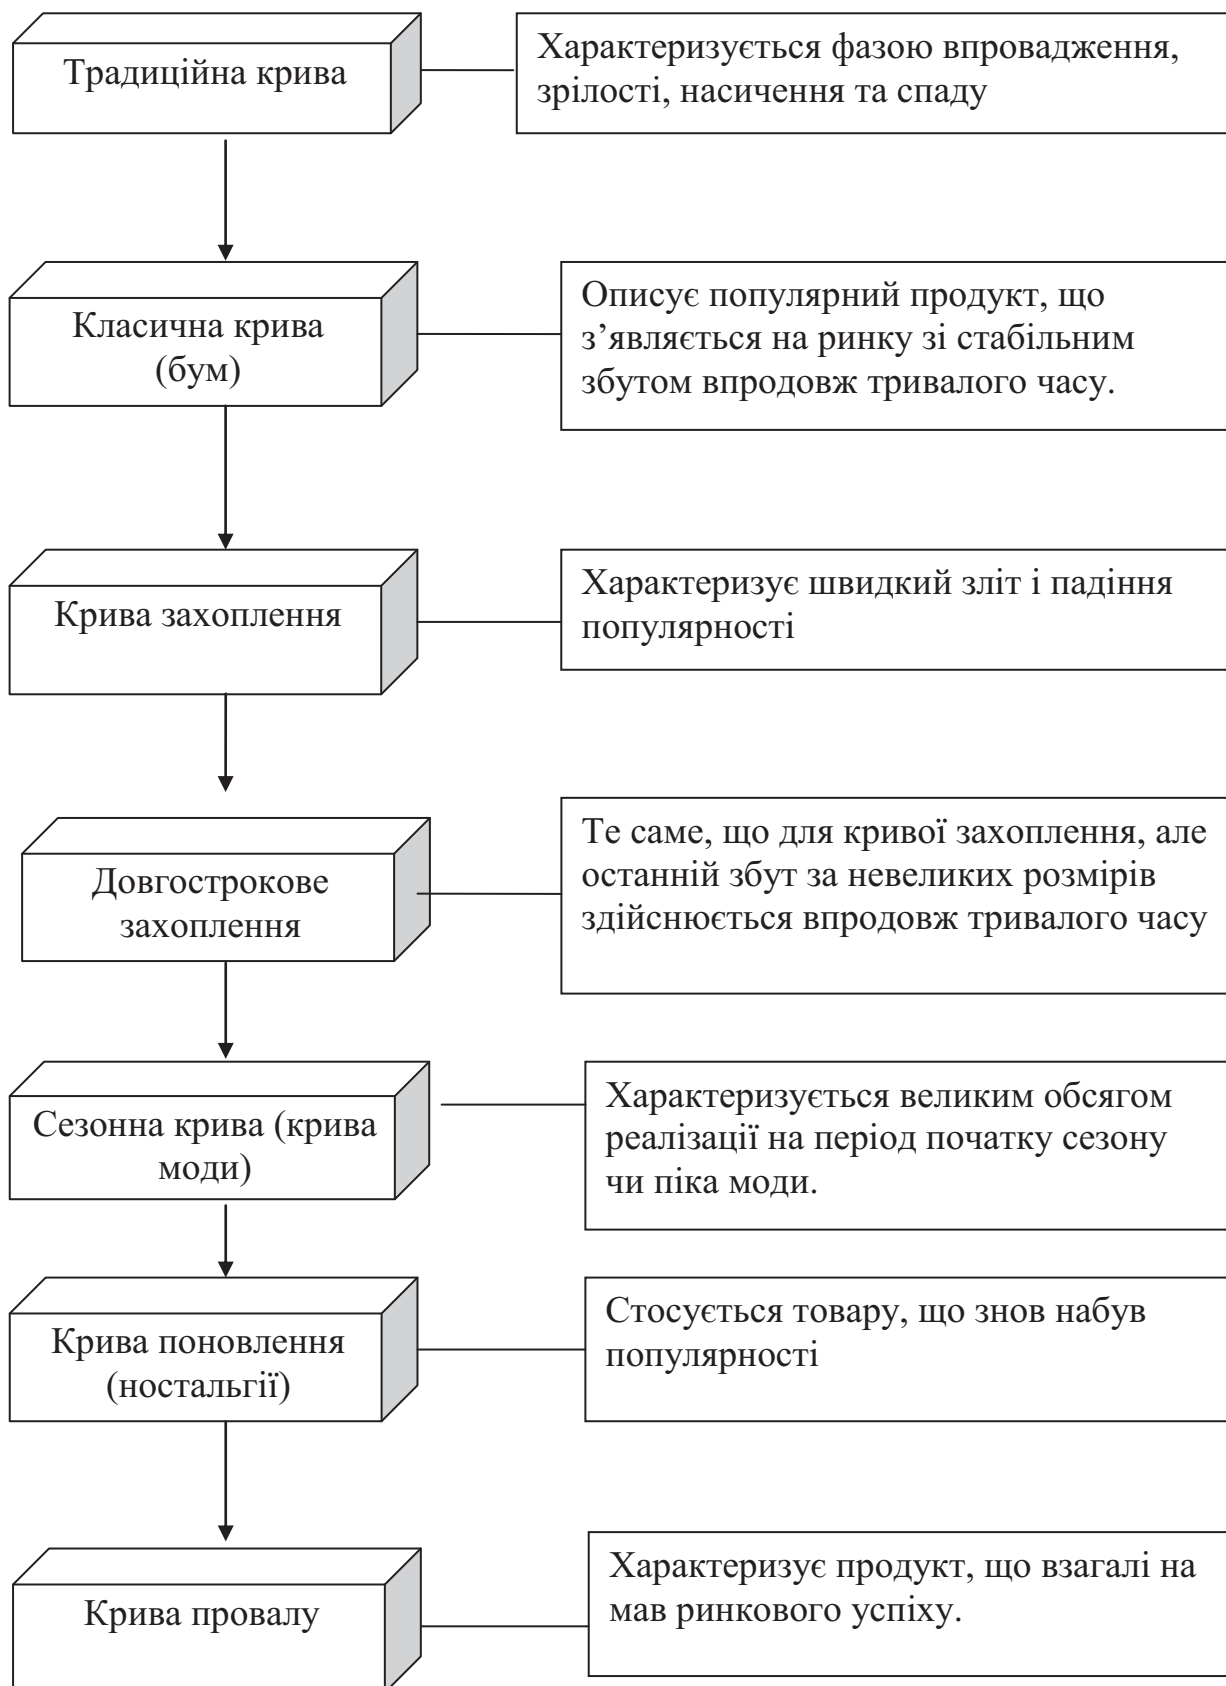 Традиційна крива
Характеризується фазою впровадження,
зрілості, насичення та спаду
Класична крива
(бум)
Описує популярний продукт, що
з’являється на ринку зі стабільним
збутом впродовж тривалого часу.
Крива захоплення
Характеризує швидкий зліт і падіння
популярності
Довгострокове
захоплення
Те саме, що для кривої захоплення, але
останній збут за невеликих розмірів
здійснюється впродовж тривалого часу
Сезонна крива (крива
моди)
Характеризується великим обсягом
реалізації на період початку сезону
чи піка моди.
Крива поновлення
(ностальгії)
Стосується товару, що знов набув
популярності
Крива провалу
Характеризує продукт, що взагалі на
мав ринкового успіху.